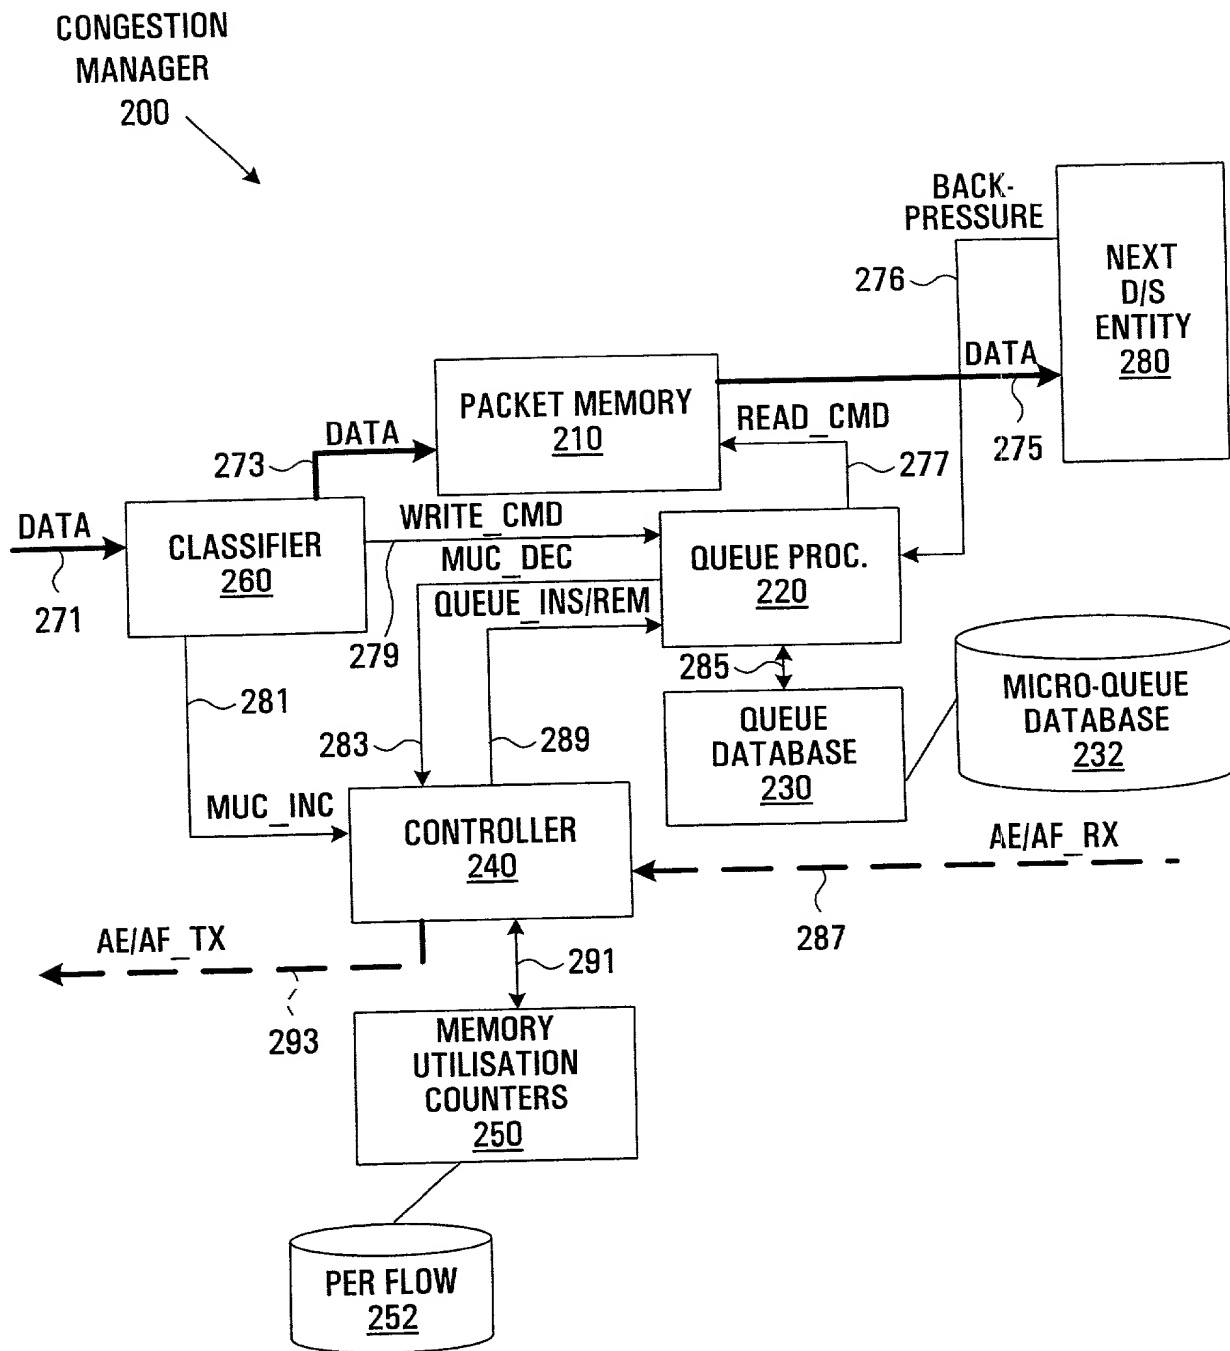 CONGESTION
MANAGER
200
BACK-
PRESSURE
276
NEXT
D/S
ENTITY
280
DATA
275
PACKET MEMORY
210
READ_CMD
277
DATA
273
DATA
271
CLASSIFIER
260
WRITE_CMD
279
MUC_DEC
QUEUE_INS/REM
QUEUE PROC.
220
285
281
283
289
QUEUE
DATABASE
230
MICRO-QUEUE
DATABASE
232
MUC_INC
CONTROLLER
240
AE/AF_RX
287
AE/AF_TX
293
291
MEMORY
UTILISATION
COUNTERS
250
PER FLOW
252